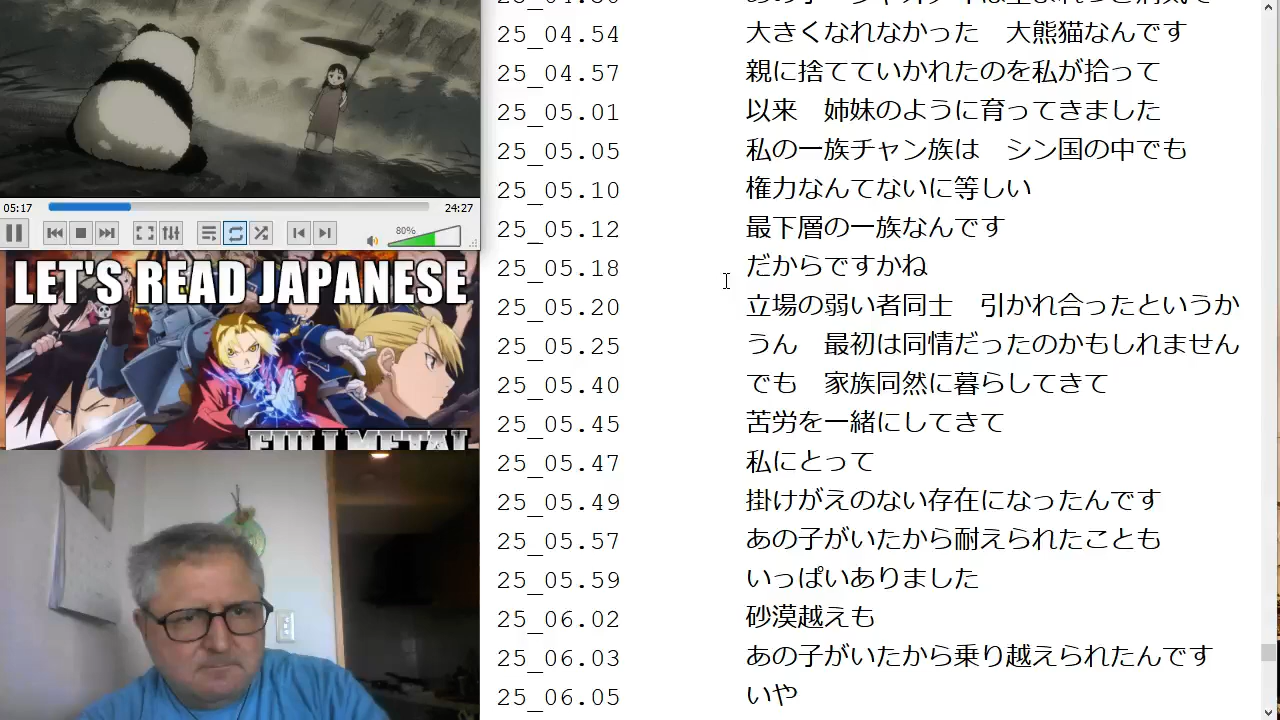 25_04.54 大きくなれなかった　大熊猫なんです
25_04.57 親に捨てていかれたのを私が拾って
25_05.01 以来　姉妹のように育ってきました
25_05.05 私の一族チャン族は　シン国の中でも
25_05.10 権力なんてないに等しい
25_05.12 最下層の一族なんです
25_05.18 だからですかね
25_05.20 立場の弱い者同士　引かれ合ったというか
25_05.25 うん　最初は同情だったのかもしれません
25_05.40 でも　家族同然に暮らしてきて
25_05.45 苦労を一緒にしてきて
25_05.47 私にとって
25_05.49 掛けがえのない存在になったんです
25_05.57 あの子がいたから耐えられたことも
25_05.59 いっぱいありました
25_06.02 砂漠越えも
25_06.03 あの子がいたから乗り越えられたんです
25_06.05 いや
05:17
24:27
80%
LET'S READ JAPANESE
FULLMETAL